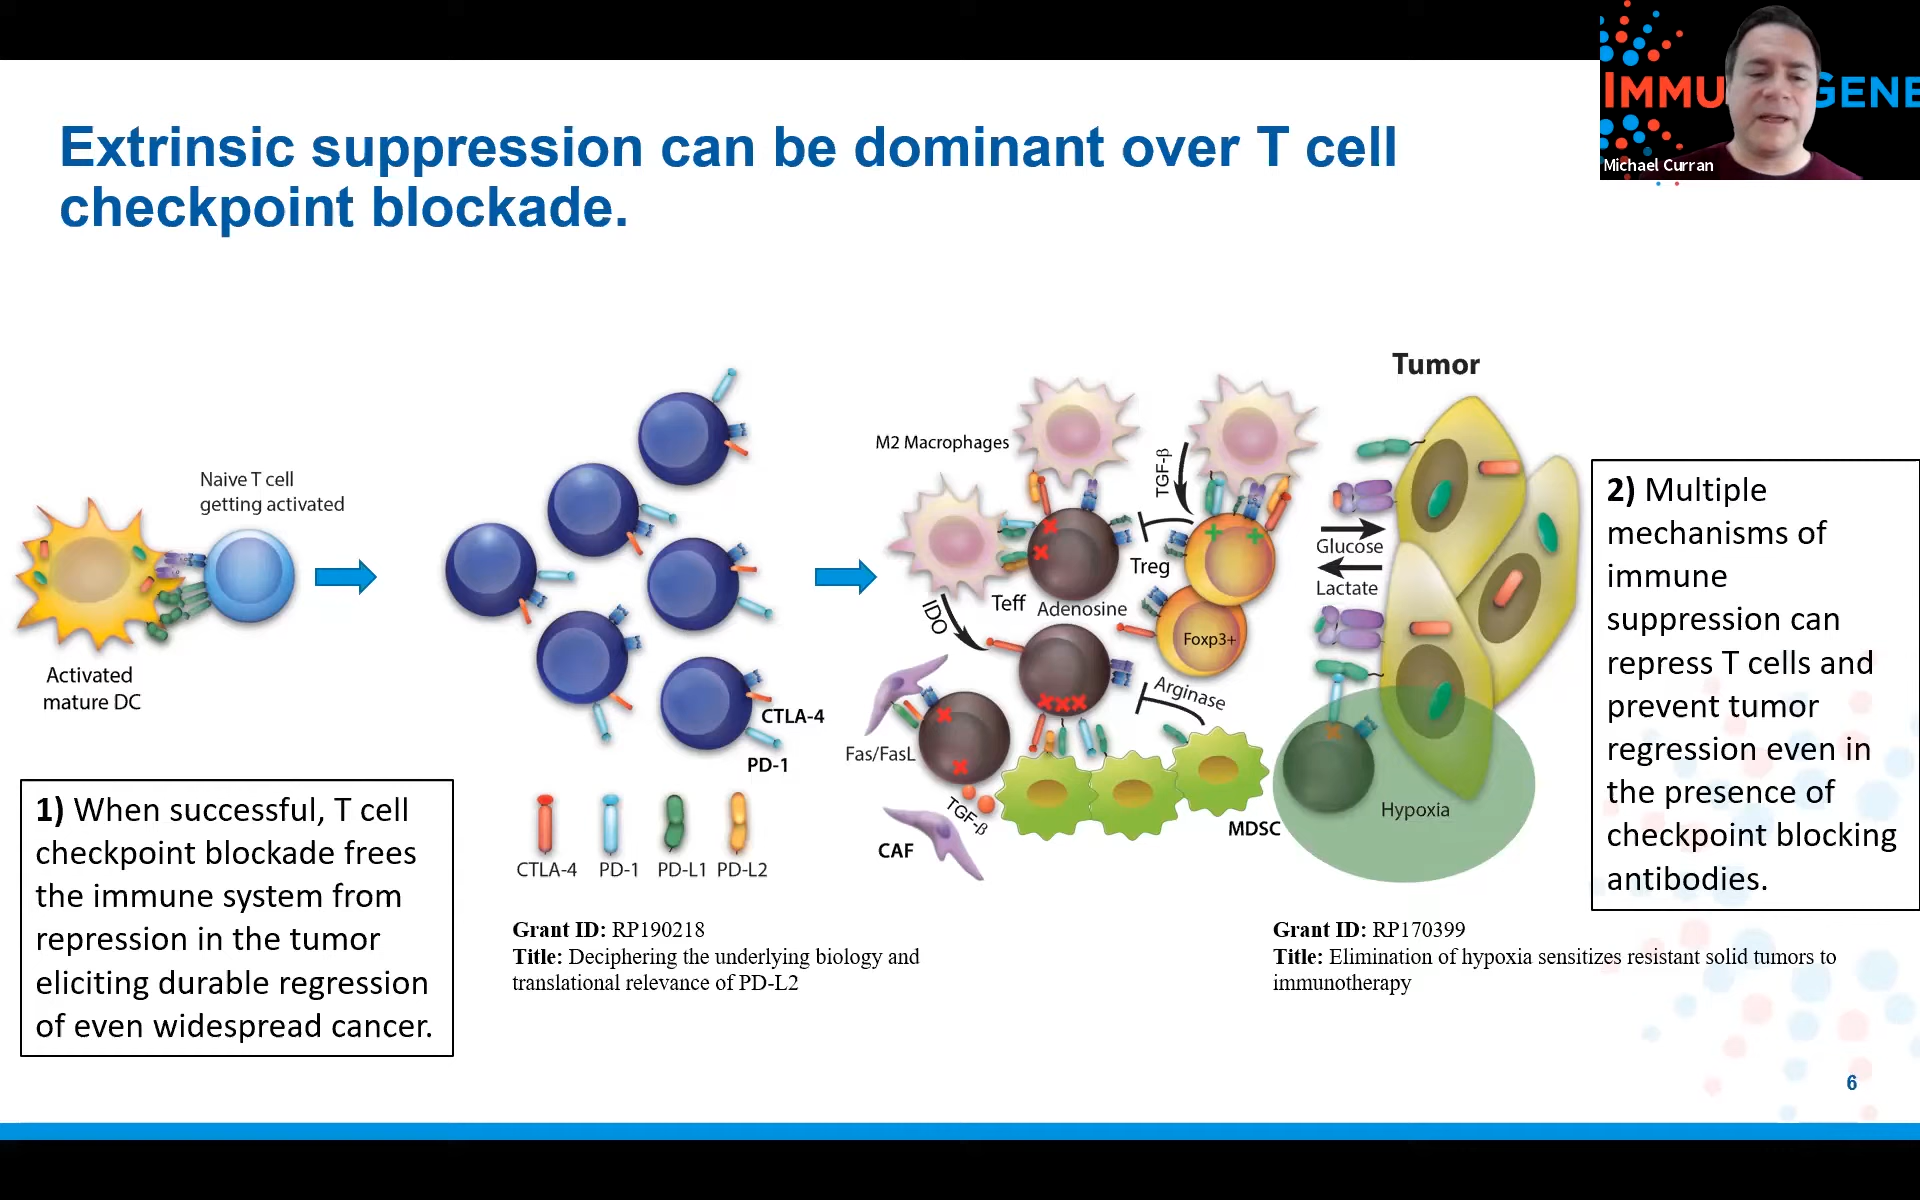 IMMU GENE
Michael Curran
Extrinsic suppression can be dominant over T cell
checkpoint blockade.
Naive T cell
getting activated
Activated
mature DC
CTLA-4
PD-1
CTLA-4 PD-1 PD-L1 PD-L2
Tumor
M2 Macrophages
TGF-β
Treg
Teff
Adenosine
IDO
Foxp3+
Arginase
Fas/FasL
TGF-β
CAF
MDSC
Glucose
Lactate
Hypoxia
1) When successful, T cell
checkpoint blockade frees
the immune system from
repression in the tumor
eliciting durable regression
of even widespread cancer.
2) Multiple
mechanisms of
immune
suppression can
repress T cells and
prevent tumor
regression even in
the presence of
checkpoint blocking
antibodies.
Grant ID: RP190218
Title: Deciphering the underlying biology and
translational relevance of PD-L2
Grant ID: RP170399
Title: Elimination of hypoxia sensitizes resistant solid tumors to
immunotherapy
6